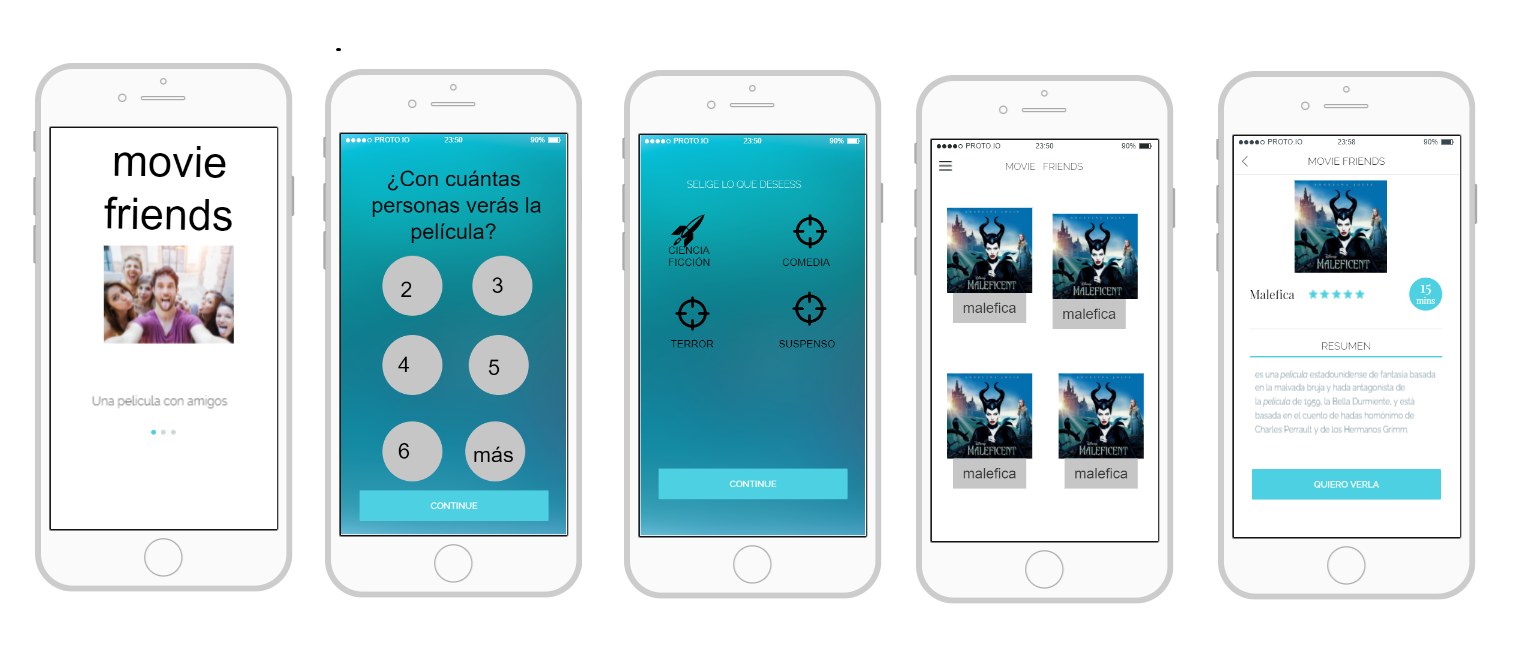 movie
friends
Una pelicula con amigos
PROTO.IO 23:50 90%
¿Con cuántas
personas verás la
película?
2 3
4 5
6 más
CONTINUE
PROTO.IO 23:50 90%
SELIGE LO QUE DESEESS
CIENCIA
FICCIÓN
COMEDIA
TERROR
SUSPENSO
CONTINUE
PROTO.IO 23:50 90%
MOVIE FRIENDS
MALEFICENT
malefica
MALEFICENT
malefica
MALEFICENT
malefica
MALEFICENT
malefica
PROTO.IO 23:58 90%
MOVIE FRIENDS
ANGELINA JOLIE
Disney
MALEFICENT
Malefica
15
mins
RESUMEN
es una película estadounidense de fantasía basada
en la malvada bruja y hada antagonista de
la película de 1959, la Bella Durmiente, y está
basada en el cuento de hadas homónimo de
Charles Perrault y de los Hermanos Grimm.
QUIERO VERLA